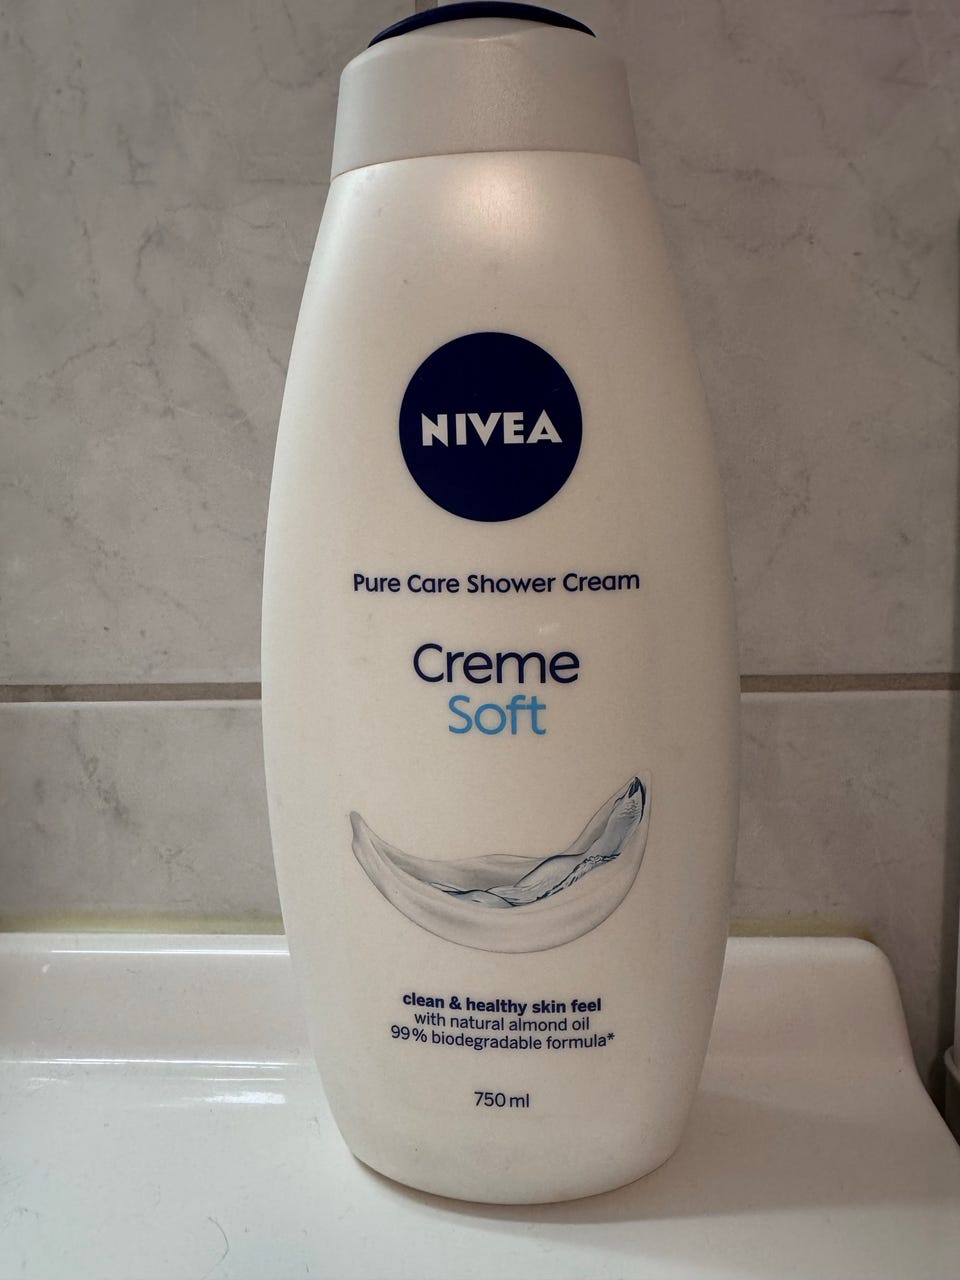 NIVEA
Pure Care Shower Cream
Creme
Soft
clean & healthy skin feel
with natural almond oil
99% biodegradable formula*
750 ml